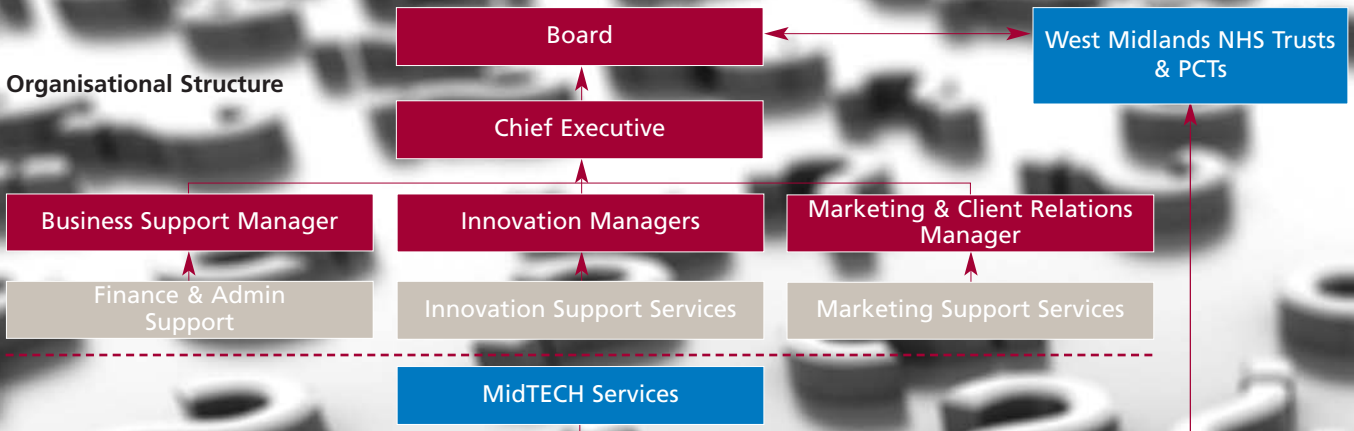 Board
West Midlands NHS Trusts
& PCTs
Organisational Structure
Chief Executive
Business Support Manager
Innovation Managers
Marketing & Client Relations
Manager
Finance & Admin
Support
Innovation Support Services
Marketing Support Services
MidTECH Services